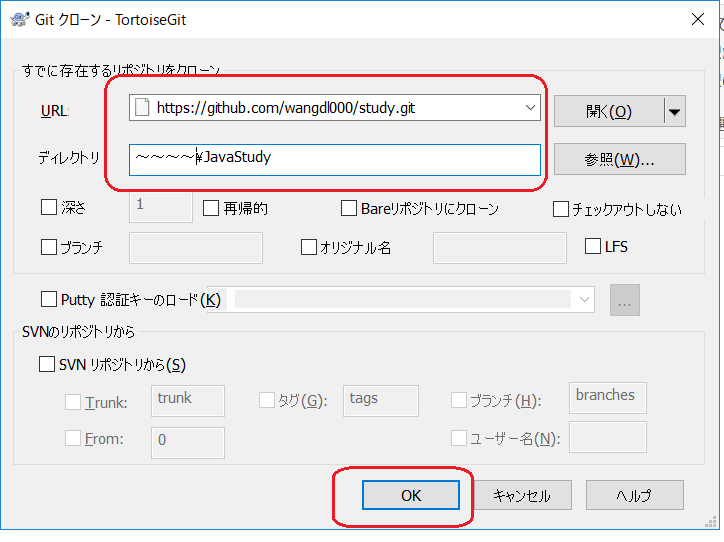 Git クローン - TortoiseGit
すでに存在するリポジトリをクローン
URL: https://github.com/wangdl000/study.git 開く(O)
ディレクトリ ～～～～¥JavaStudy 参照(W)...
深さ 1 再帰的 Bareリポジトリにクローン チェックアウトしない
ブランチ オリジナル名 LFS
Putty 認証キーのロード(K) ...
SVNのリポジトリから
SVN リポジトリから(S)
Trunk: trunk タグ(G): tags ブランチ(H): branches
From: 0 ユーザー名(N):
OK キャンセル ヘルプ